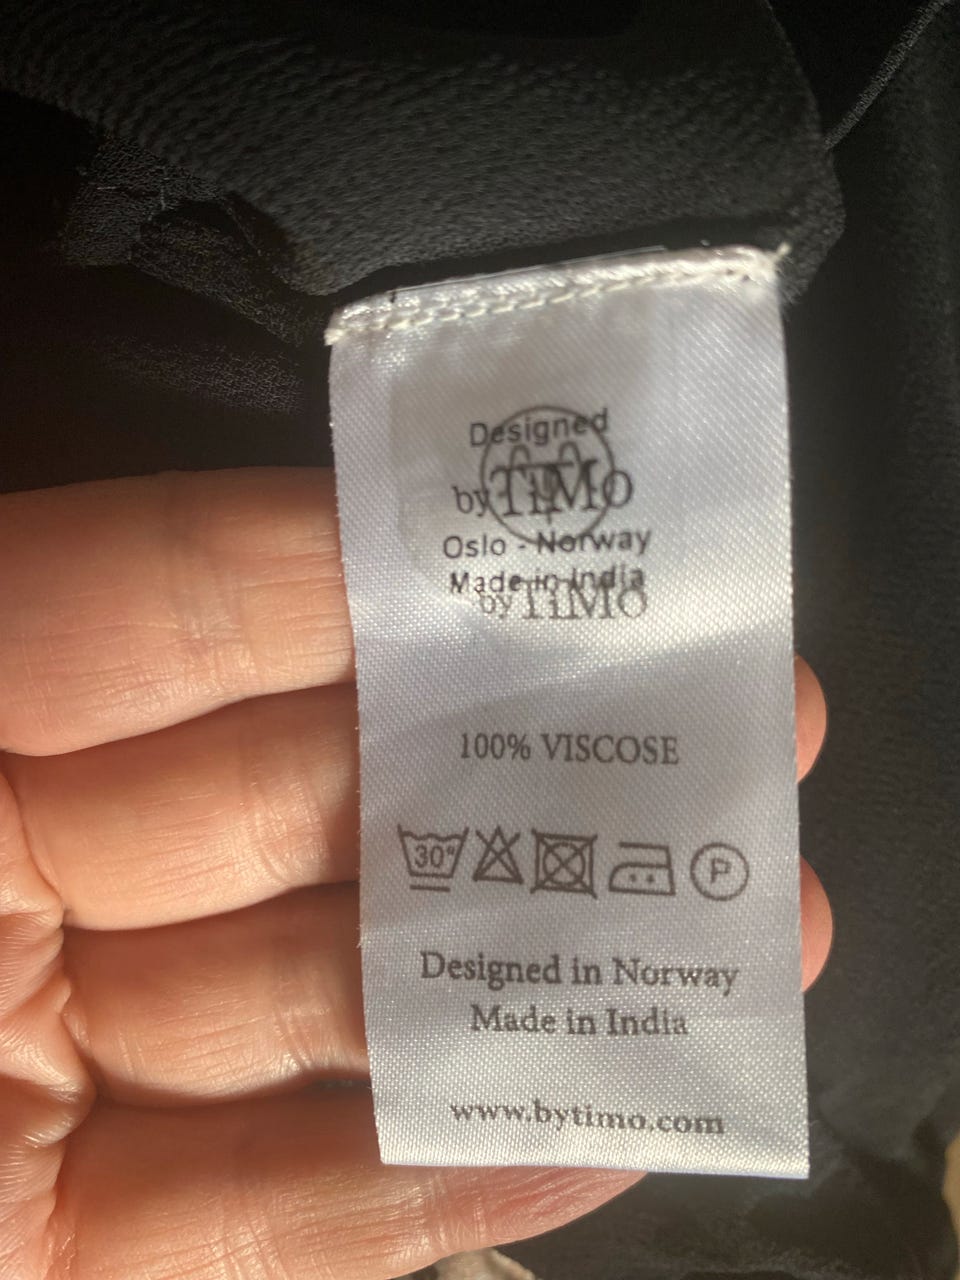 Designed
by TiMo
Oslo - Norway
Made in India
by TiMO
100% VISCOSE
30°
P
Designed in Norway
Made in India
www.bytimo.com